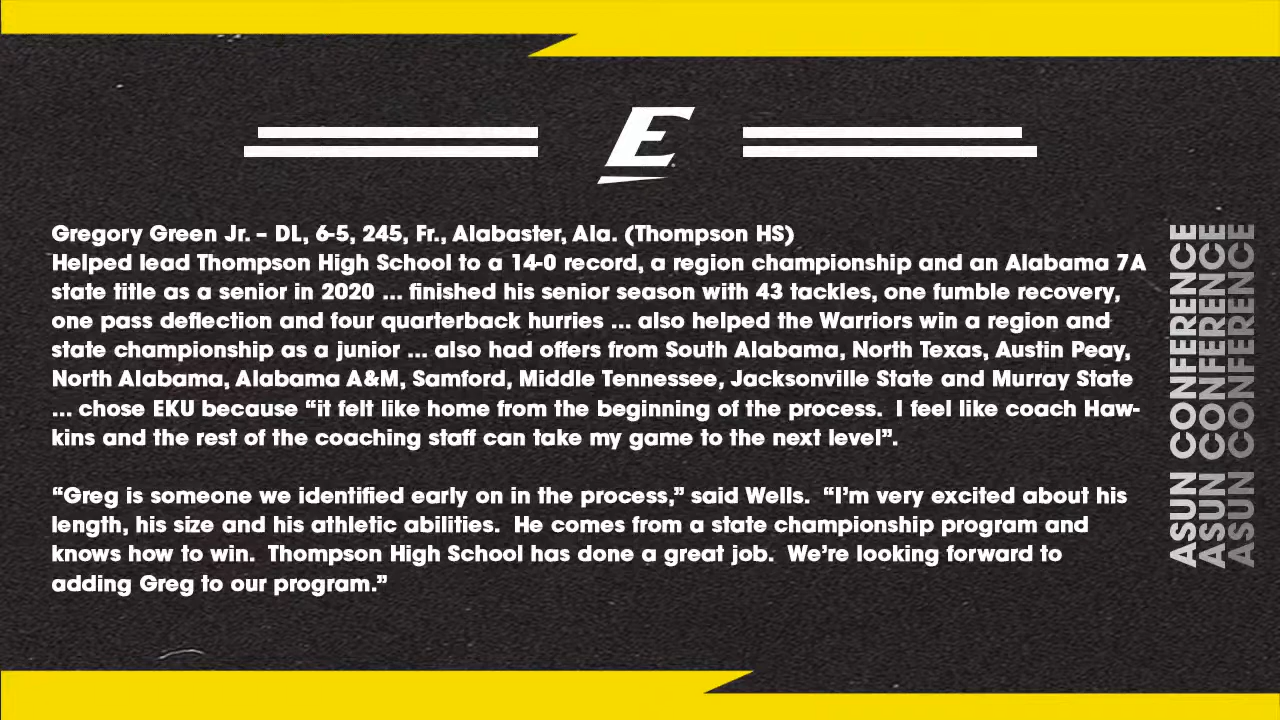 E
Gregory Green Jr. – DL, 6-5, 245, Fr., Alabaster, Ala. (Thompson HS)
Helped lead Thompson High School to a 14-0 record, a region championship and an Alabama 7A
state title as a senior in 2020 ... finished his senior season with 43 tackles, one fumble recovery,
one pass deflection and four quarterback hurries ... also helped the Warriors win a region and
state championship as a junior ... also had offers from South Alabama, North Texas, Austin Peay,
North Alabama, Alabama A&M, Samford, Middle Tennessee, Jacksonville State and Murray State
... chose EKU because “it felt like home from the beginning of the process.  I feel like coach Haw-
kins and the rest of the coaching staff can take my game to the next level”.
“Greg is someone we identified early on in the process,” said Wells.  “I’m very excited about his
length, his size and his athletic abilities.  He comes from a state championship program and
knows how to win.  Thompson High School has done a great job.  We’re looking forward to
adding Greg to our program.”
ASUN CONFERENCE
ASUN CONFERENCE
ASUN CONFERENCE